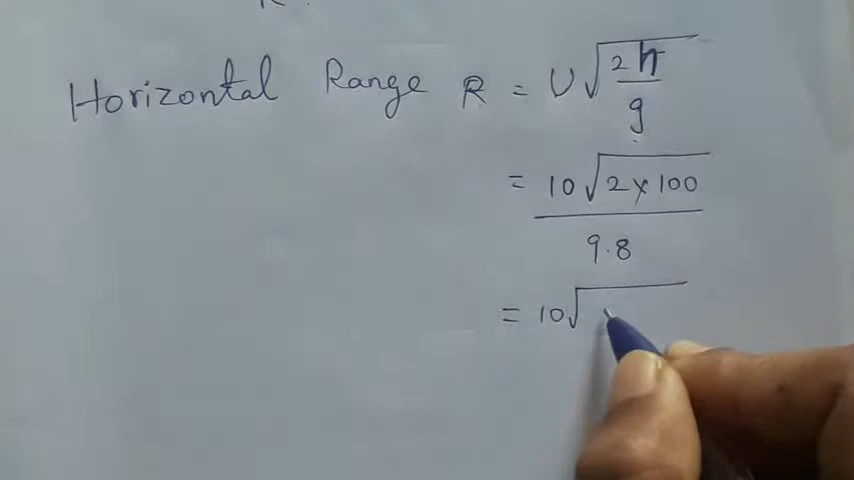 Horizontal Range R = U√(2h/g)
= 10√(2×100) / 9.8
= 10√